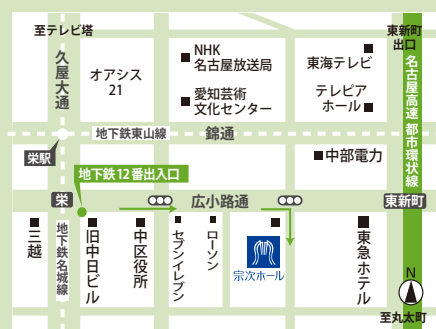 至テレビ塔
東新町
出口
NHK
名古屋放送局
東海テレビ
久屋大通
オアシス
21
愛知芸術
文化センター
テレピア
ホール
名古屋高速 都市環状線
地下鉄東山線
錦通
栄駅
中部電力
地下鉄12番出入口
栄
広小路通
東新町
三越
地下鉄名城線
旧中日ビル
中区役所
セブンイレブン
ローソン
宗次ホール
東急ホテル
N
至丸太町